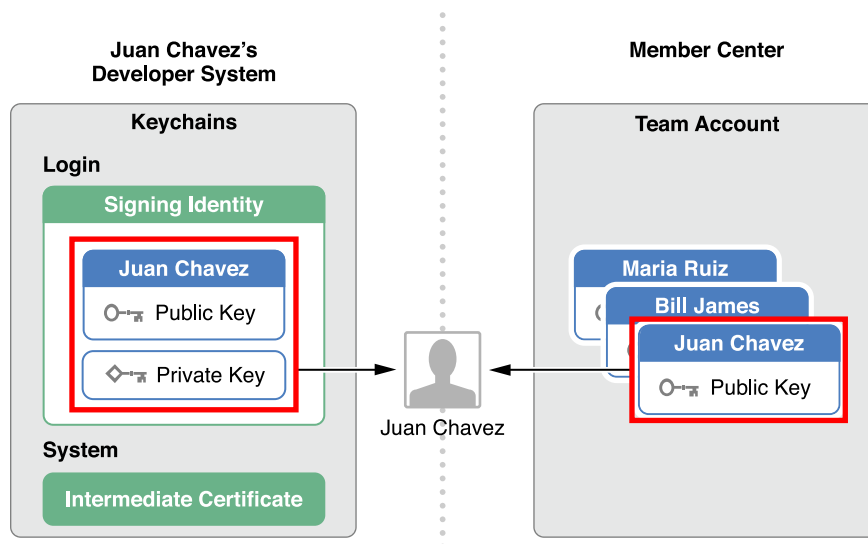 Juan Chavez’s
Developer System
Keychains
Login
Signing Identity
Juan Chavez
Public Key
Private Key
System
Intermediate Certificate
Juan Chavez
Member Center
Team Account
Maria Ruiz
Bill James
Juan Chavez
Public Key